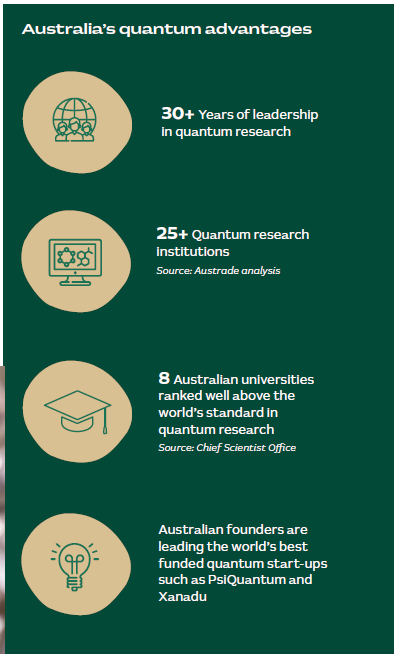 Australia's quantum advantages
30+ Years of leadership
in quantum research
25+ Quantum research
institutions
Source: Austrade analysis
8 Australian universities
ranked well above the
world's standard in
quantum research
Source: Chief Scientist Office
Australian founders are
leading the world's best
funded quantum start-ups
such as PsiQuantum and
Xanadu